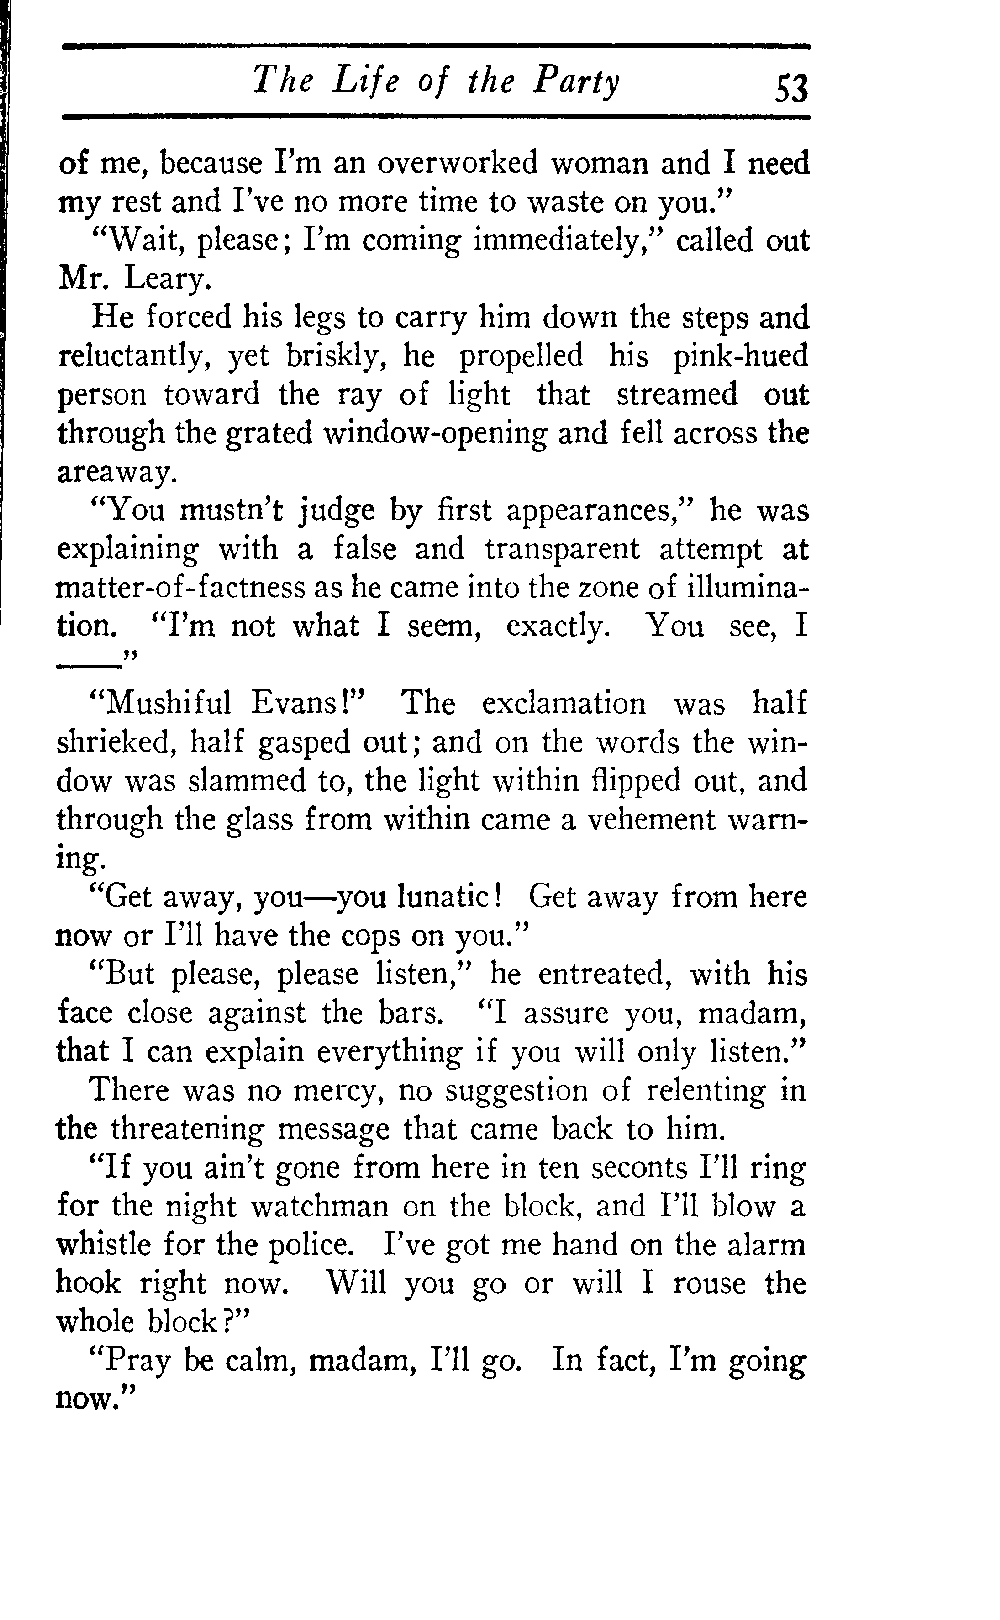 The Life of the Party 53
of me, because I'm an overworked woman and I need
my rest and I've no more time to waste on you."
"Wait, please; I'm coming immediately," called out
Mr. Leary.
He forced his legs to carry him down the steps and
reluctantly, yet briskly, he propelled his pink-hued
person toward the ray of light that streamed out
through the grated window-opening and fell across the
areaway.
"You mustn't judge by first appearances," he was
explaining with a false and transparent attempt at
matter-of-factness as he came into the zone of illumina-
tion. "I'm not what I seem, exactly. You see, I
——"
"Mushiful Evans!" The exclamation was half
shrieked, half gasped out; and on the words the win-
dow was slammed to, the light within flipped out, and
through the glass from within came a vehement warn-
ing.
"Get away, you—you lunatic! Get away from here
now or I'll have the cops on you."
"But please, please listen," he entreated, with his
face close against the bars. "I assure you, madam,
that I can explain everything if you will only listen."
There was no mercy, no suggestion of relenting in
the threatening message that came back to him.
"If you ain't gone from here in ten seconts I'll ring
for the night watchman on the block, and I'll blow a
whistle for the police. I've got me hand on the alarm
hook right now. Will you go or will I rouse the
whole block?"
"Pray be calm, madam, I'll go. In fact, I'm going
now."